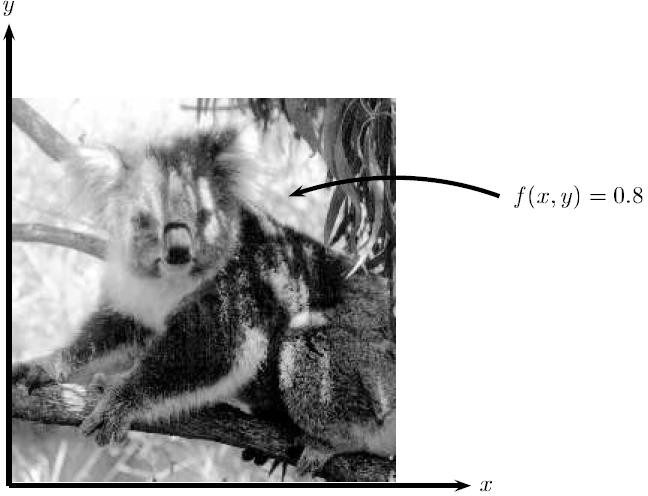 y
f(x, y) = 0.8
x